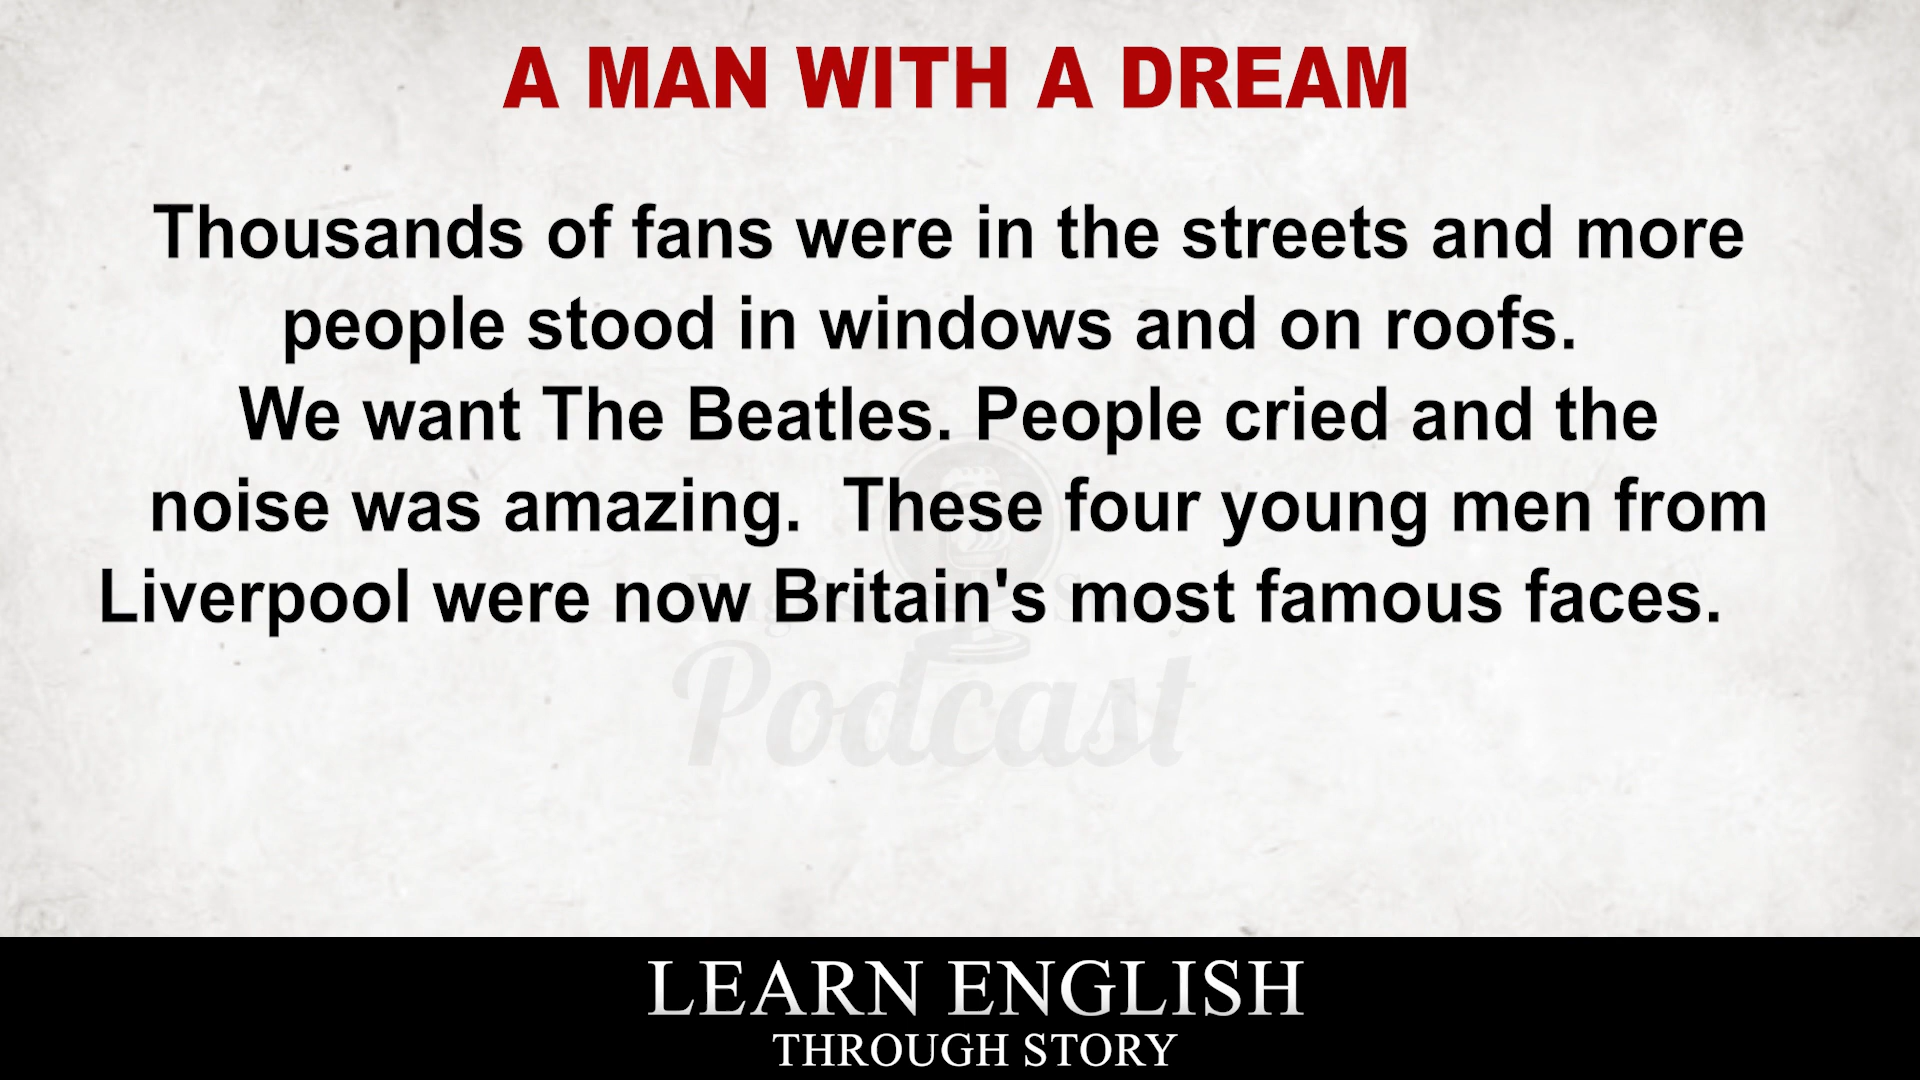 A MAN WITH A DREAM
Thousands of fans were in the streets and more
people stood in windows and on roofs.
We want The Beatles. People cried and the
noise was amazing.  These four young men from
Liverpool were now Britain's most famous faces.
Podcast
LEARN ENGLISH
THROUGH STORY